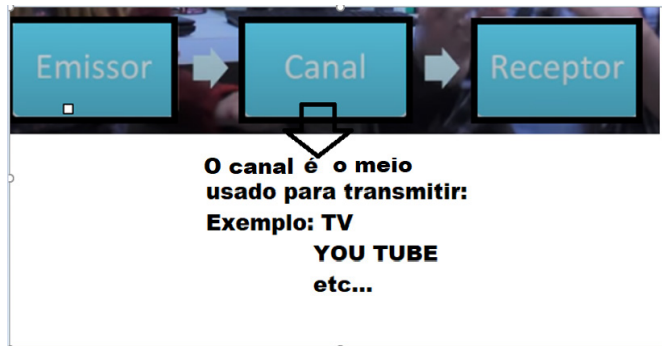 Emissor Canal Receptor
O canal é o meio
usado para transmitir:
Exemplo: TV
YOU TUBE
etc...